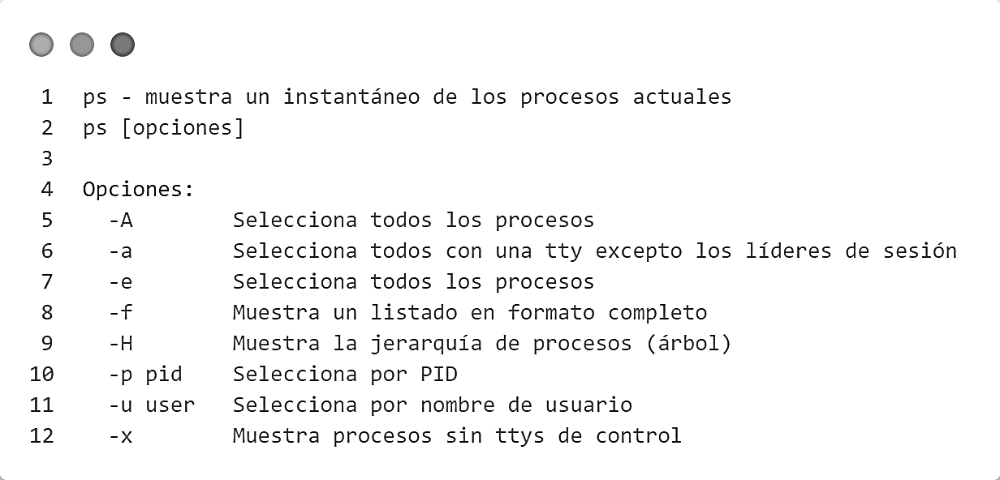 1 ps - muestra un instantáneo de los procesos actuales
2 ps [opciones]
3
4 Opciones:
5 -A Selecciona todos los procesos
6 -a Selecciona todos con una tty excepto los líderes de sesión
7 -e Selecciona todos los procesos
8 -f Muestra un listado en formato completo
9 -H Muestra la jerarquía de procesos (árbol)
10 -p pid Selecciona por PID
11 -u user Selecciona por nombre de usuario
12 -x Muestra procesos sin ttys de control